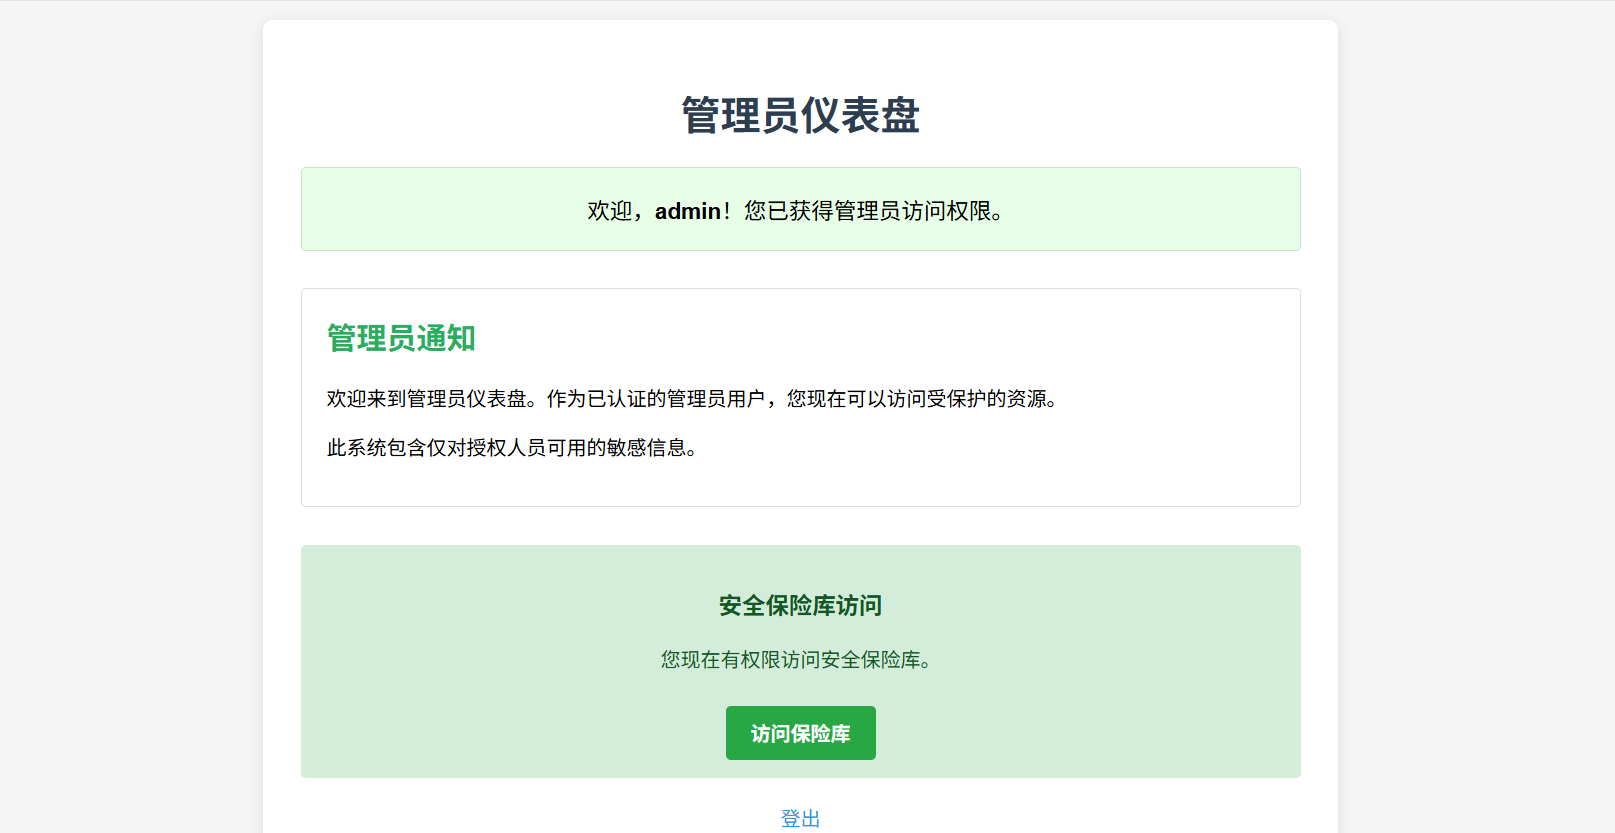 管理员仪表盘
欢迎，admin！您已获得管理员访问权限。
管理员通知
欢迎来到管理员仪表盘。作为已认证的管理员用户，您现在可以访问受保护的资源。
此系统包含仅对授权人员可用的敏感信息。
安全保险库访问
您现在有权限访问安全保险库。
访问保险库
登出